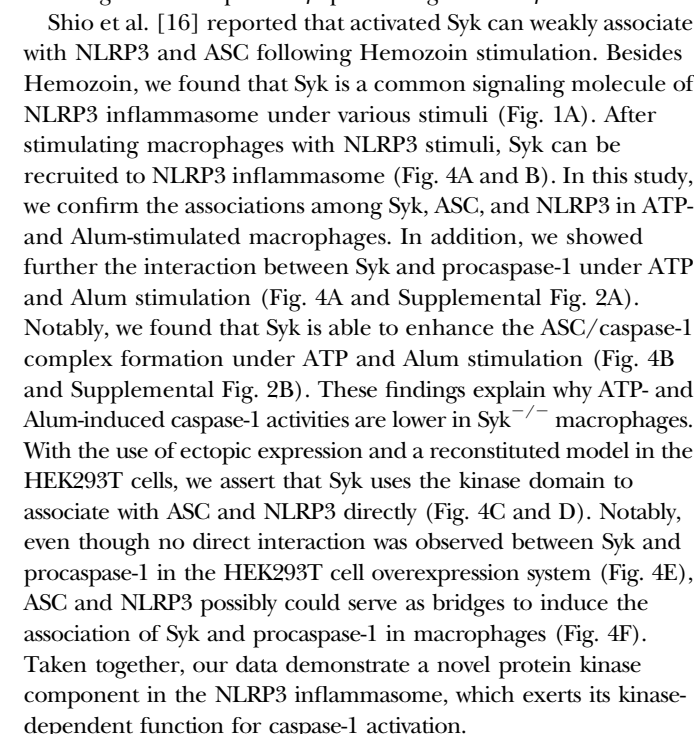 Shio et al. [16] reported that activated Syk can weakly associate
with NLRP3 and ASC following Hemozoin stimulation. Besides
Hemozoin, we found that Syk is a common signaling molecule of
NLRP3 inflammasome under various stimuli (Fig. 1A). After
stimulating macrophages with NLRP3 stimuli, Syk can be
recruited to NLRP3 inflammasome (Fig. 4A and B). In this study,
we confirm the associations among Syk, ASC, and NLRP3 in ATP-
and Alum-stimulated macrophages. In addition, we showed
further the interaction between Syk and procaspase-1 under ATP
and Alum stimulation (Fig. 4A and Supplemental Fig. 2A).
Notably, we found that Syk is able to enhance the ASC/caspase-1
complex formation under ATP and Alum stimulation (Fig. 4B
and Supplemental Fig. 2B). These findings explain why ATP- and
Alum-induced caspase-1 activities are lower in Syk⁻/⁻ macrophages.
With the use of ectopic expression and a reconstituted model in the
HEK293T cells, we assert that Syk uses the kinase domain to
associate with ASC and NLRP3 directly (Fig. 4C and D). Notably,
even though no direct interaction was observed between Syk and
procaspase-1 in the HEK293T cell overexpression system (Fig. 4E),
ASC and NLRP3 possibly could serve as bridges to induce the
association of Syk and procaspase-1 in macrophages (Fig. 4F).
Taken together, our data demonstrate a novel protein kinase
component in the NLRP3 inflammasome, which exerts its kinase-
dependent function for caspase-1 activation.